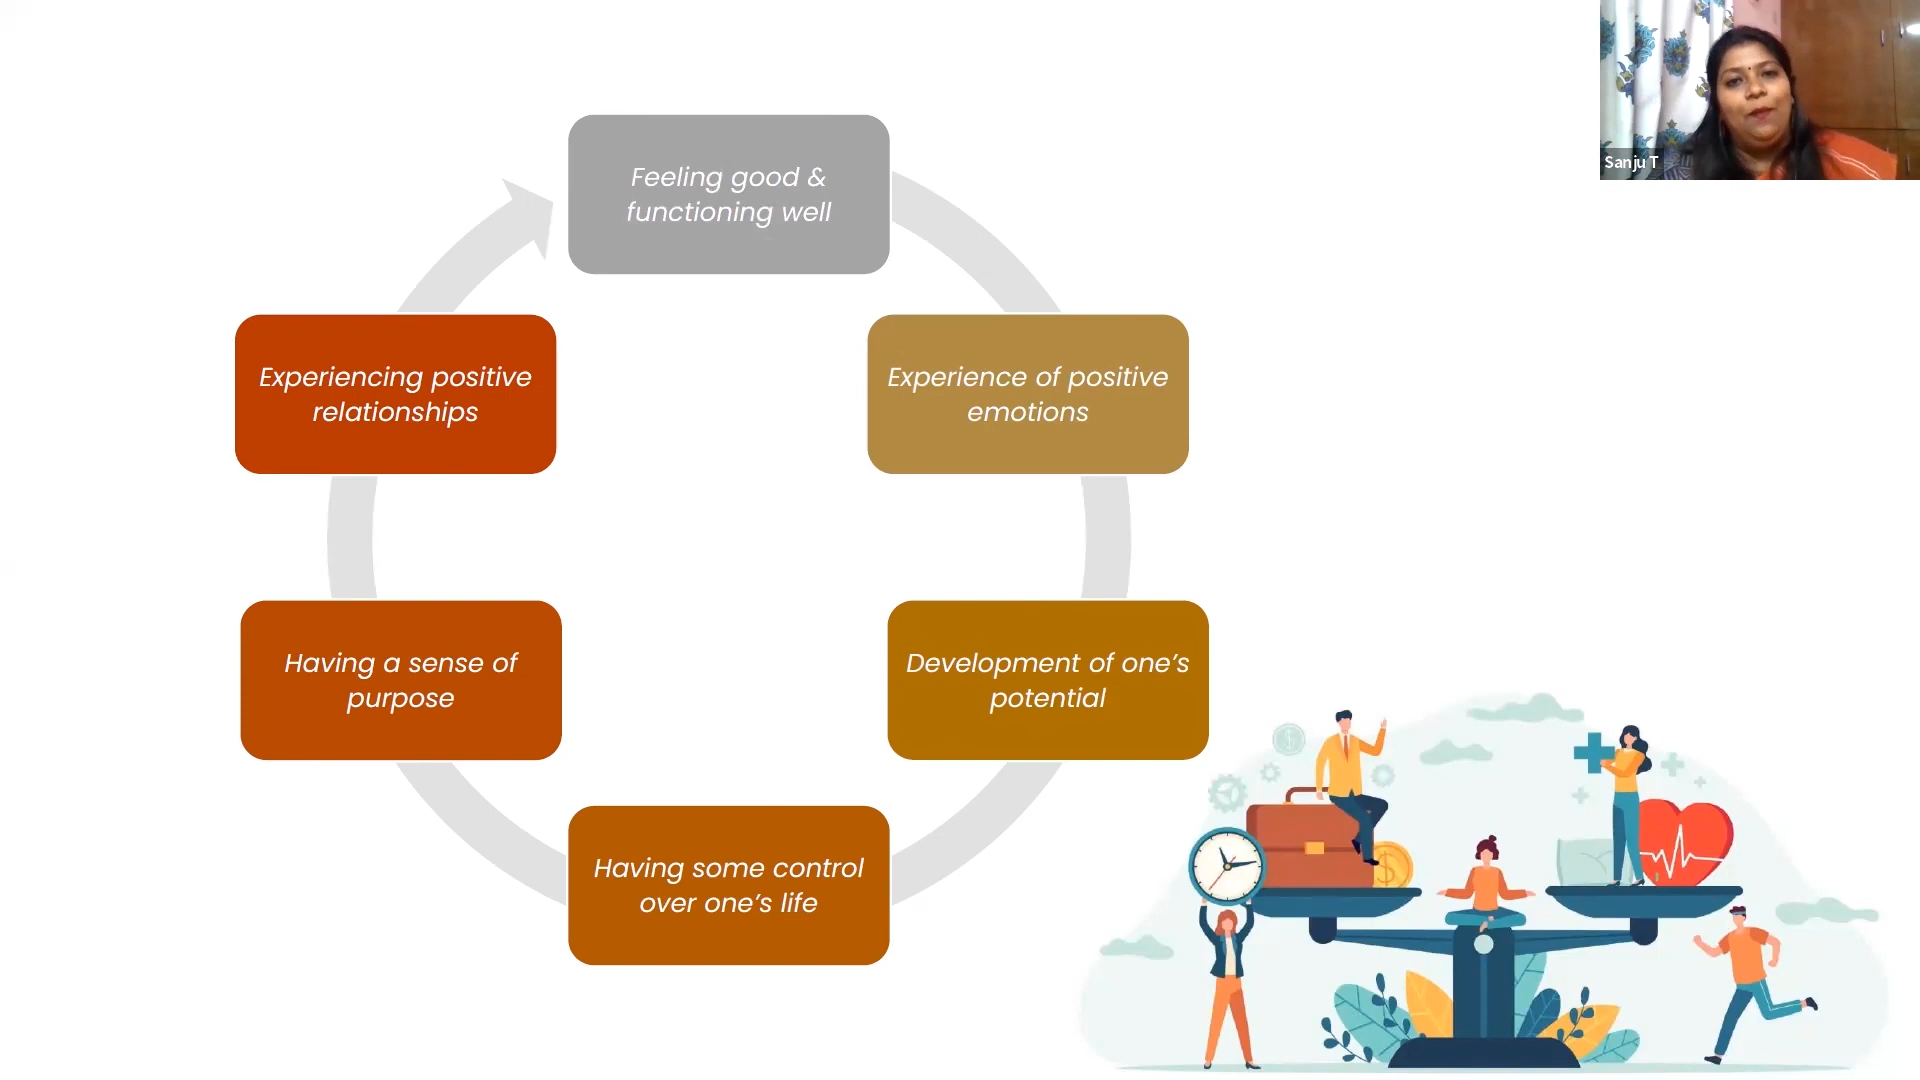 Feeling good &
functioning well
Experience of positive
emotions
Development of one's
potential
Having some control
over one's life
Having a sense of
purpose
Experiencing positive
relationships
Sanju T